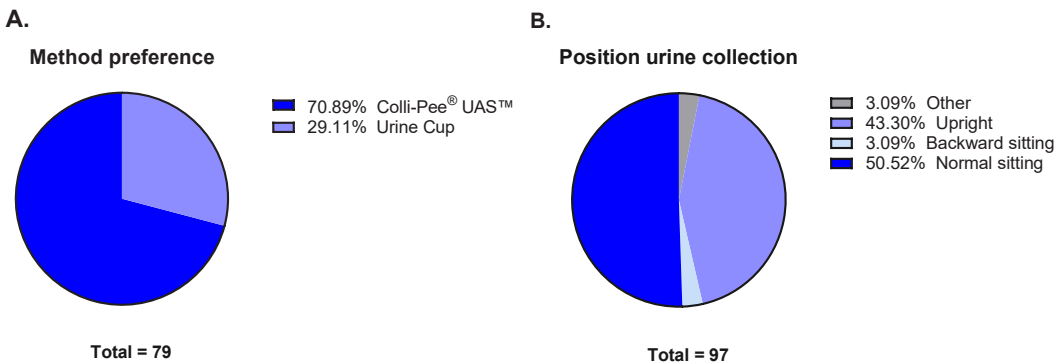 A.
Method preference
70.89% Colli-Pee® UAS™
29.11% Urine Cup
Total = 79
B.
Position urine collection
3.09% Other
43.30% Upright
3.09% Backward sitting
50.52% Normal sitting
Total = 97